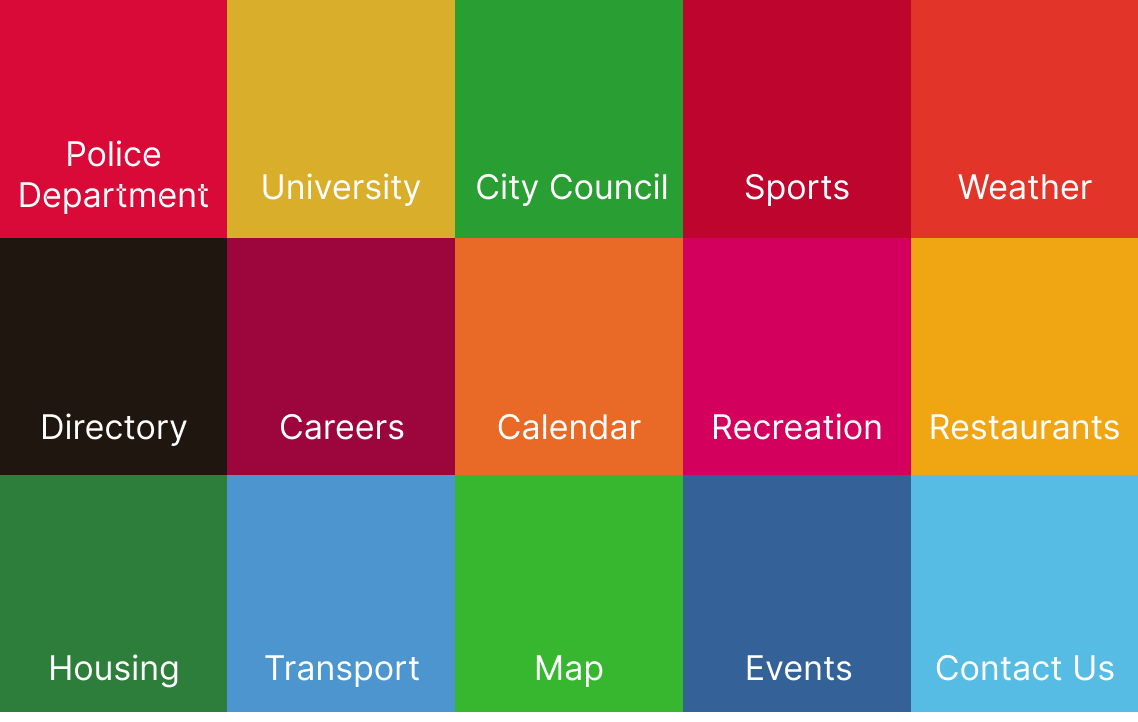 Police
Department
University
City Council
Sports
Weather
Directory
Careers
Calendar
Recreation
Restaurants
Housing
Transport
Map
Events
Contact Us